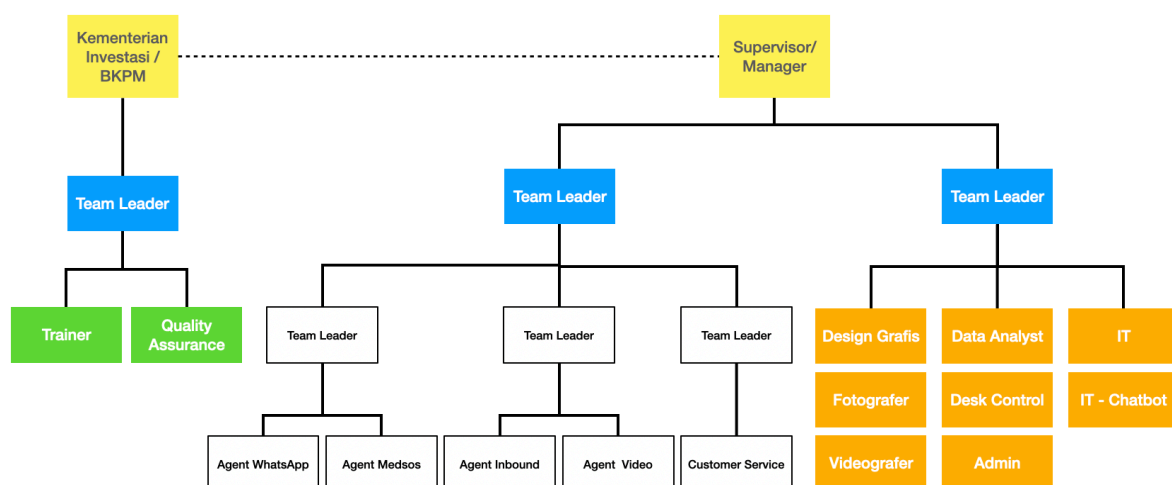 Kementerian
Investasi /
BKPM
Supervisor/
Manager
Team Leader
Team Leader
Team Leader
Trainer
Quality
Assurance
Team Leader
Team Leader
Team Leader
Design Grafis
Data Analyst
IT
Fotografer
Desk Control
IT - Chatbot
Agent WhatsApp
Agent Medsos
Agent Inbound
Agent Video
Customer Service
Videografer
Admin